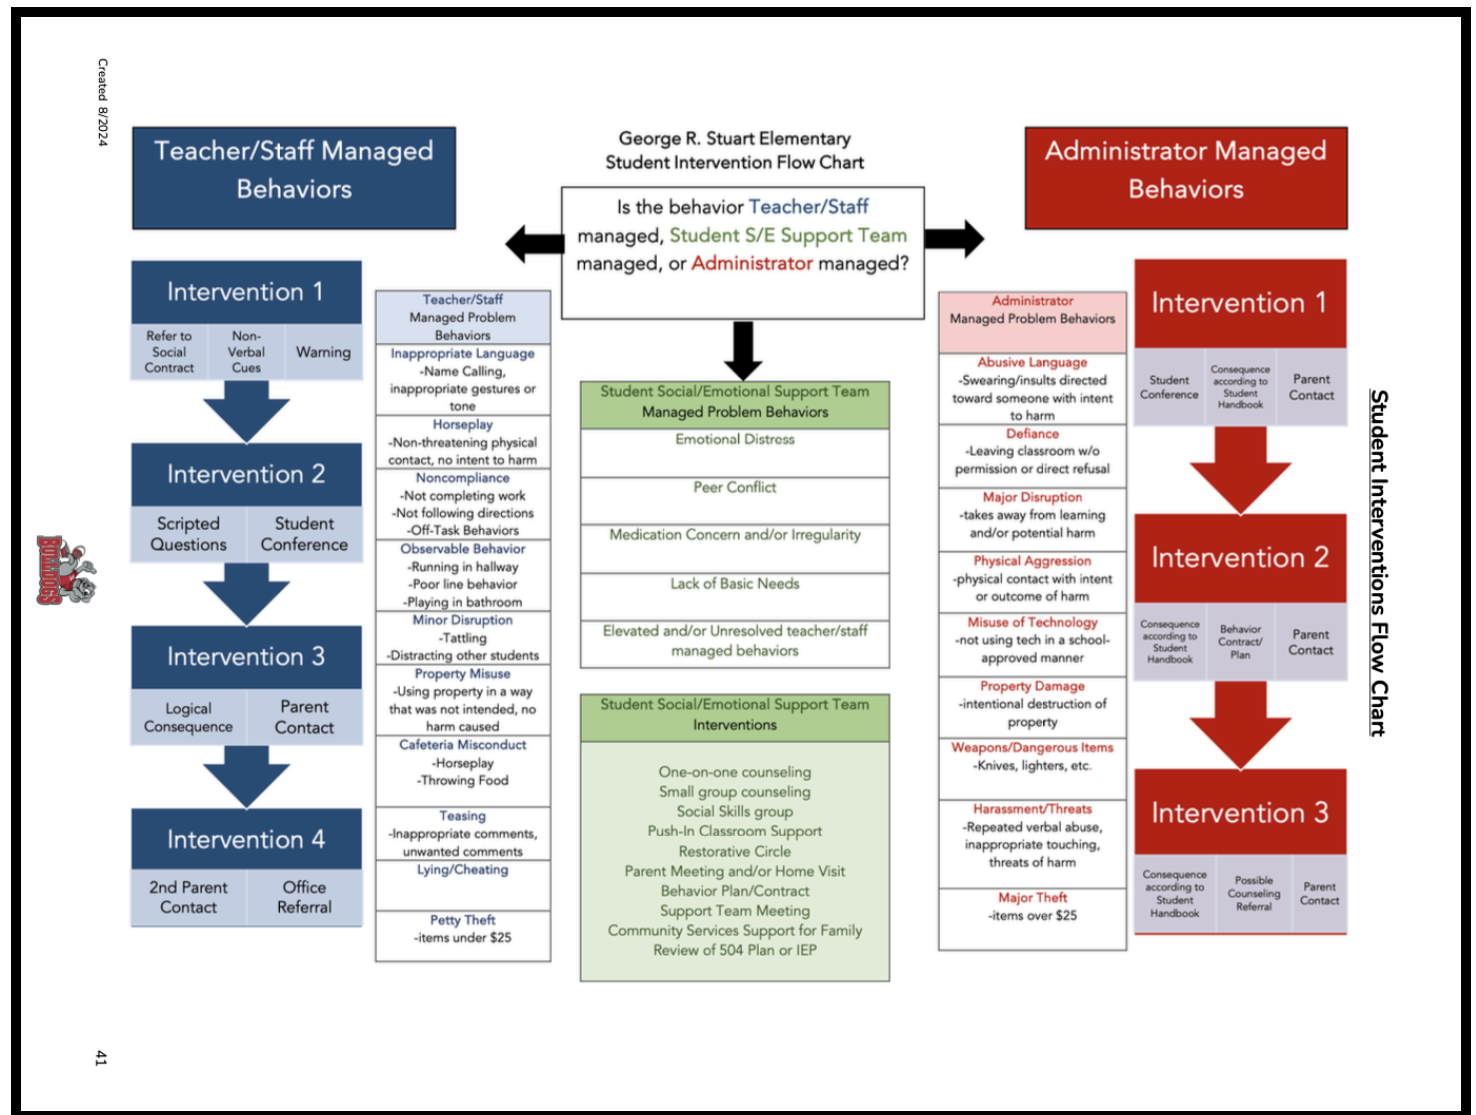 Created 8/2024
George R. Stuart Elementary
Student Intervention Flow Chart
Is the behavior Teacher/Staff
managed, Student S/E Support Team
managed, or Administrator managed?
Teacher/Staff Managed
Behaviors
Intervention 1
Refer to
Social
Contract
Non-
Verbal
Cues
Warning
Intervention 2
Scripted
Questions
Student
Conference
Intervention 3
Logical
Consequence
Parent
Contact
Intervention 4
2nd Parent
Contact
Office
Referral
Teacher/Staff
Managed Problem
Behaviors
Inappropriate Language
-Name Calling,
inappropriate gestures or
tone
Horseplay
-Non-threatening physical
contact, no intent to harm
Noncompliance
-Not completing work
-Not following directions
-Off-Task Behaviors
Observable Behavior
-Running in hallway
-Poor line behavior
-Playing in bathroom
Minor Disruption
-Tattling
-Distracting other students
Property Misuse
-Using property in a way
that was not intended, no
harm caused
Cafeteria Misconduct
-Horseplay
-Throwing Food
Teasing
-Inappropriate comments,
unwanted comments
Lying/Cheating
Petty Theft
-items under $25
Student Social/Emotional Support Team
Managed Problem Behaviors
Emotional Distress
Peer Conflict
Medication Concern and/or Irregularity
Lack of Basic Needs
Elevated and/or Unresolved teacher/staff
managed behaviors
Student Social/Emotional Support Team
Interventions
One-on-one counseling
Small group counseling
Social Skills group
Push-In Classroom Support
Restorative Circle
Parent Meeting and/or Home Visit
Behavior Plan/Contract
Support Team Meeting
Community Services Support for Family
Review of 504 Plan or IEP
Administrator
Managed Problem Behaviors
Abusive Language
-Swearing/insults directed
toward someone with intent
to harm
Defiance
-Leaving classroom w/o
permission or direct refusal
Major Disruption
-takes away from learning
and/or potential harm
Physical Aggression
-physical contact with intent
or outcome of harm
Misuse of Technology
-not using tech in a school-
approved manner
Property Damage
-intentional destruction of
property
Weapons/Dangerous Items
-Knives, lighters, etc.
Harassment/Threats
-Repeated verbal abuse,
inappropriate touching,
threats of harm
Major Theft
-items over $25
Administrator Managed
Behaviors
Intervention 1
Student
Conference
Consequence
according to
Student
Handbook
Parent
Contact
Intervention 2
Consequence
according to
Student
Handbook
Behavior
Contract/
Plan
Parent
Contact
Intervention 3
Consequence
according to
Student
Handbook
Possible
Counseling
Referral
Parent
Contact
Student Interventions Flow Chart
BULLDOGS
41